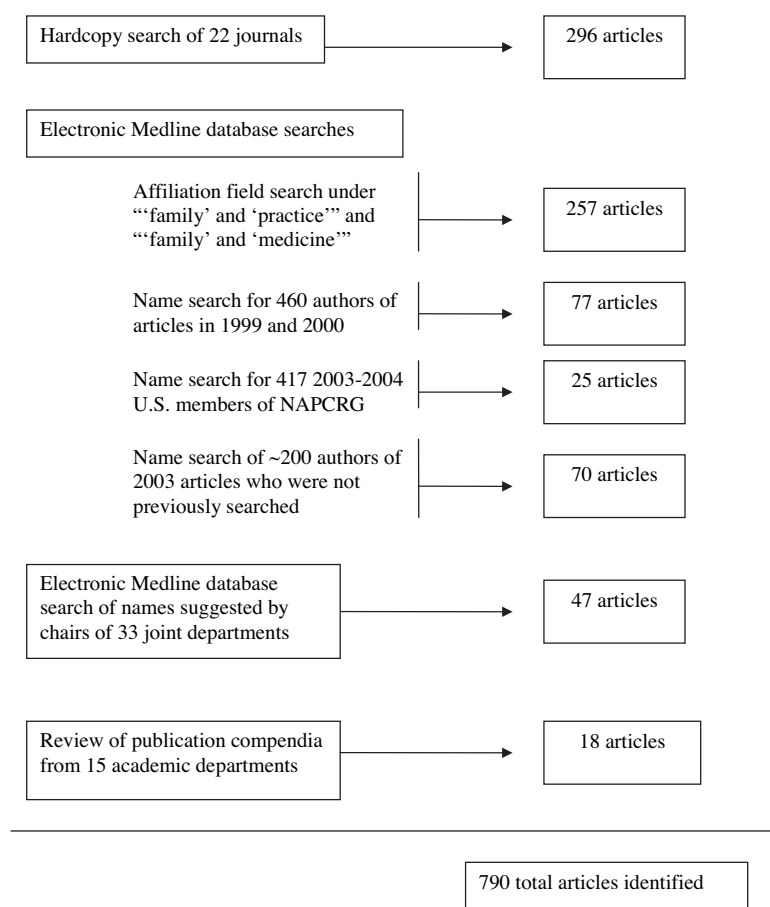 Hardcopy search of 22 journals
296 articles
Electronic Medline database searches
Affiliation field search under
“‘family’ and ‘practice’” and
“‘family’ and ‘medicine’”
257 articles
Name search for 460 authors of
articles in 1999 and 2000
77 articles
Name search for 417 2003-2004
U.S. members of NAPCRG
25 articles
Name search of ~200 authors of
2003 articles who were not
previously searched
70 articles
Electronic Medline database
search of names suggested by
chairs of 33 joint departments
47 articles
Review of publication compendia
from 15 academic departments
18 articles
790 total articles identified